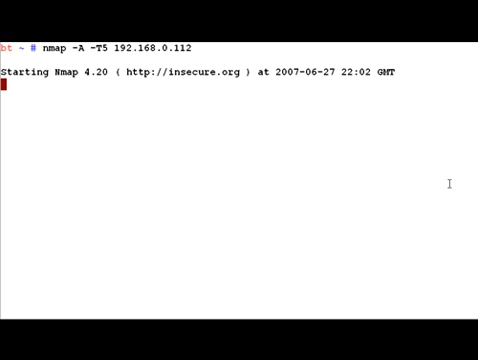 bt ~ # nmap -A -T5 192.168.0.112
Starting Nmap 4.20 ( http://insecure.org ) at 2007-06-27 22:02 GMT